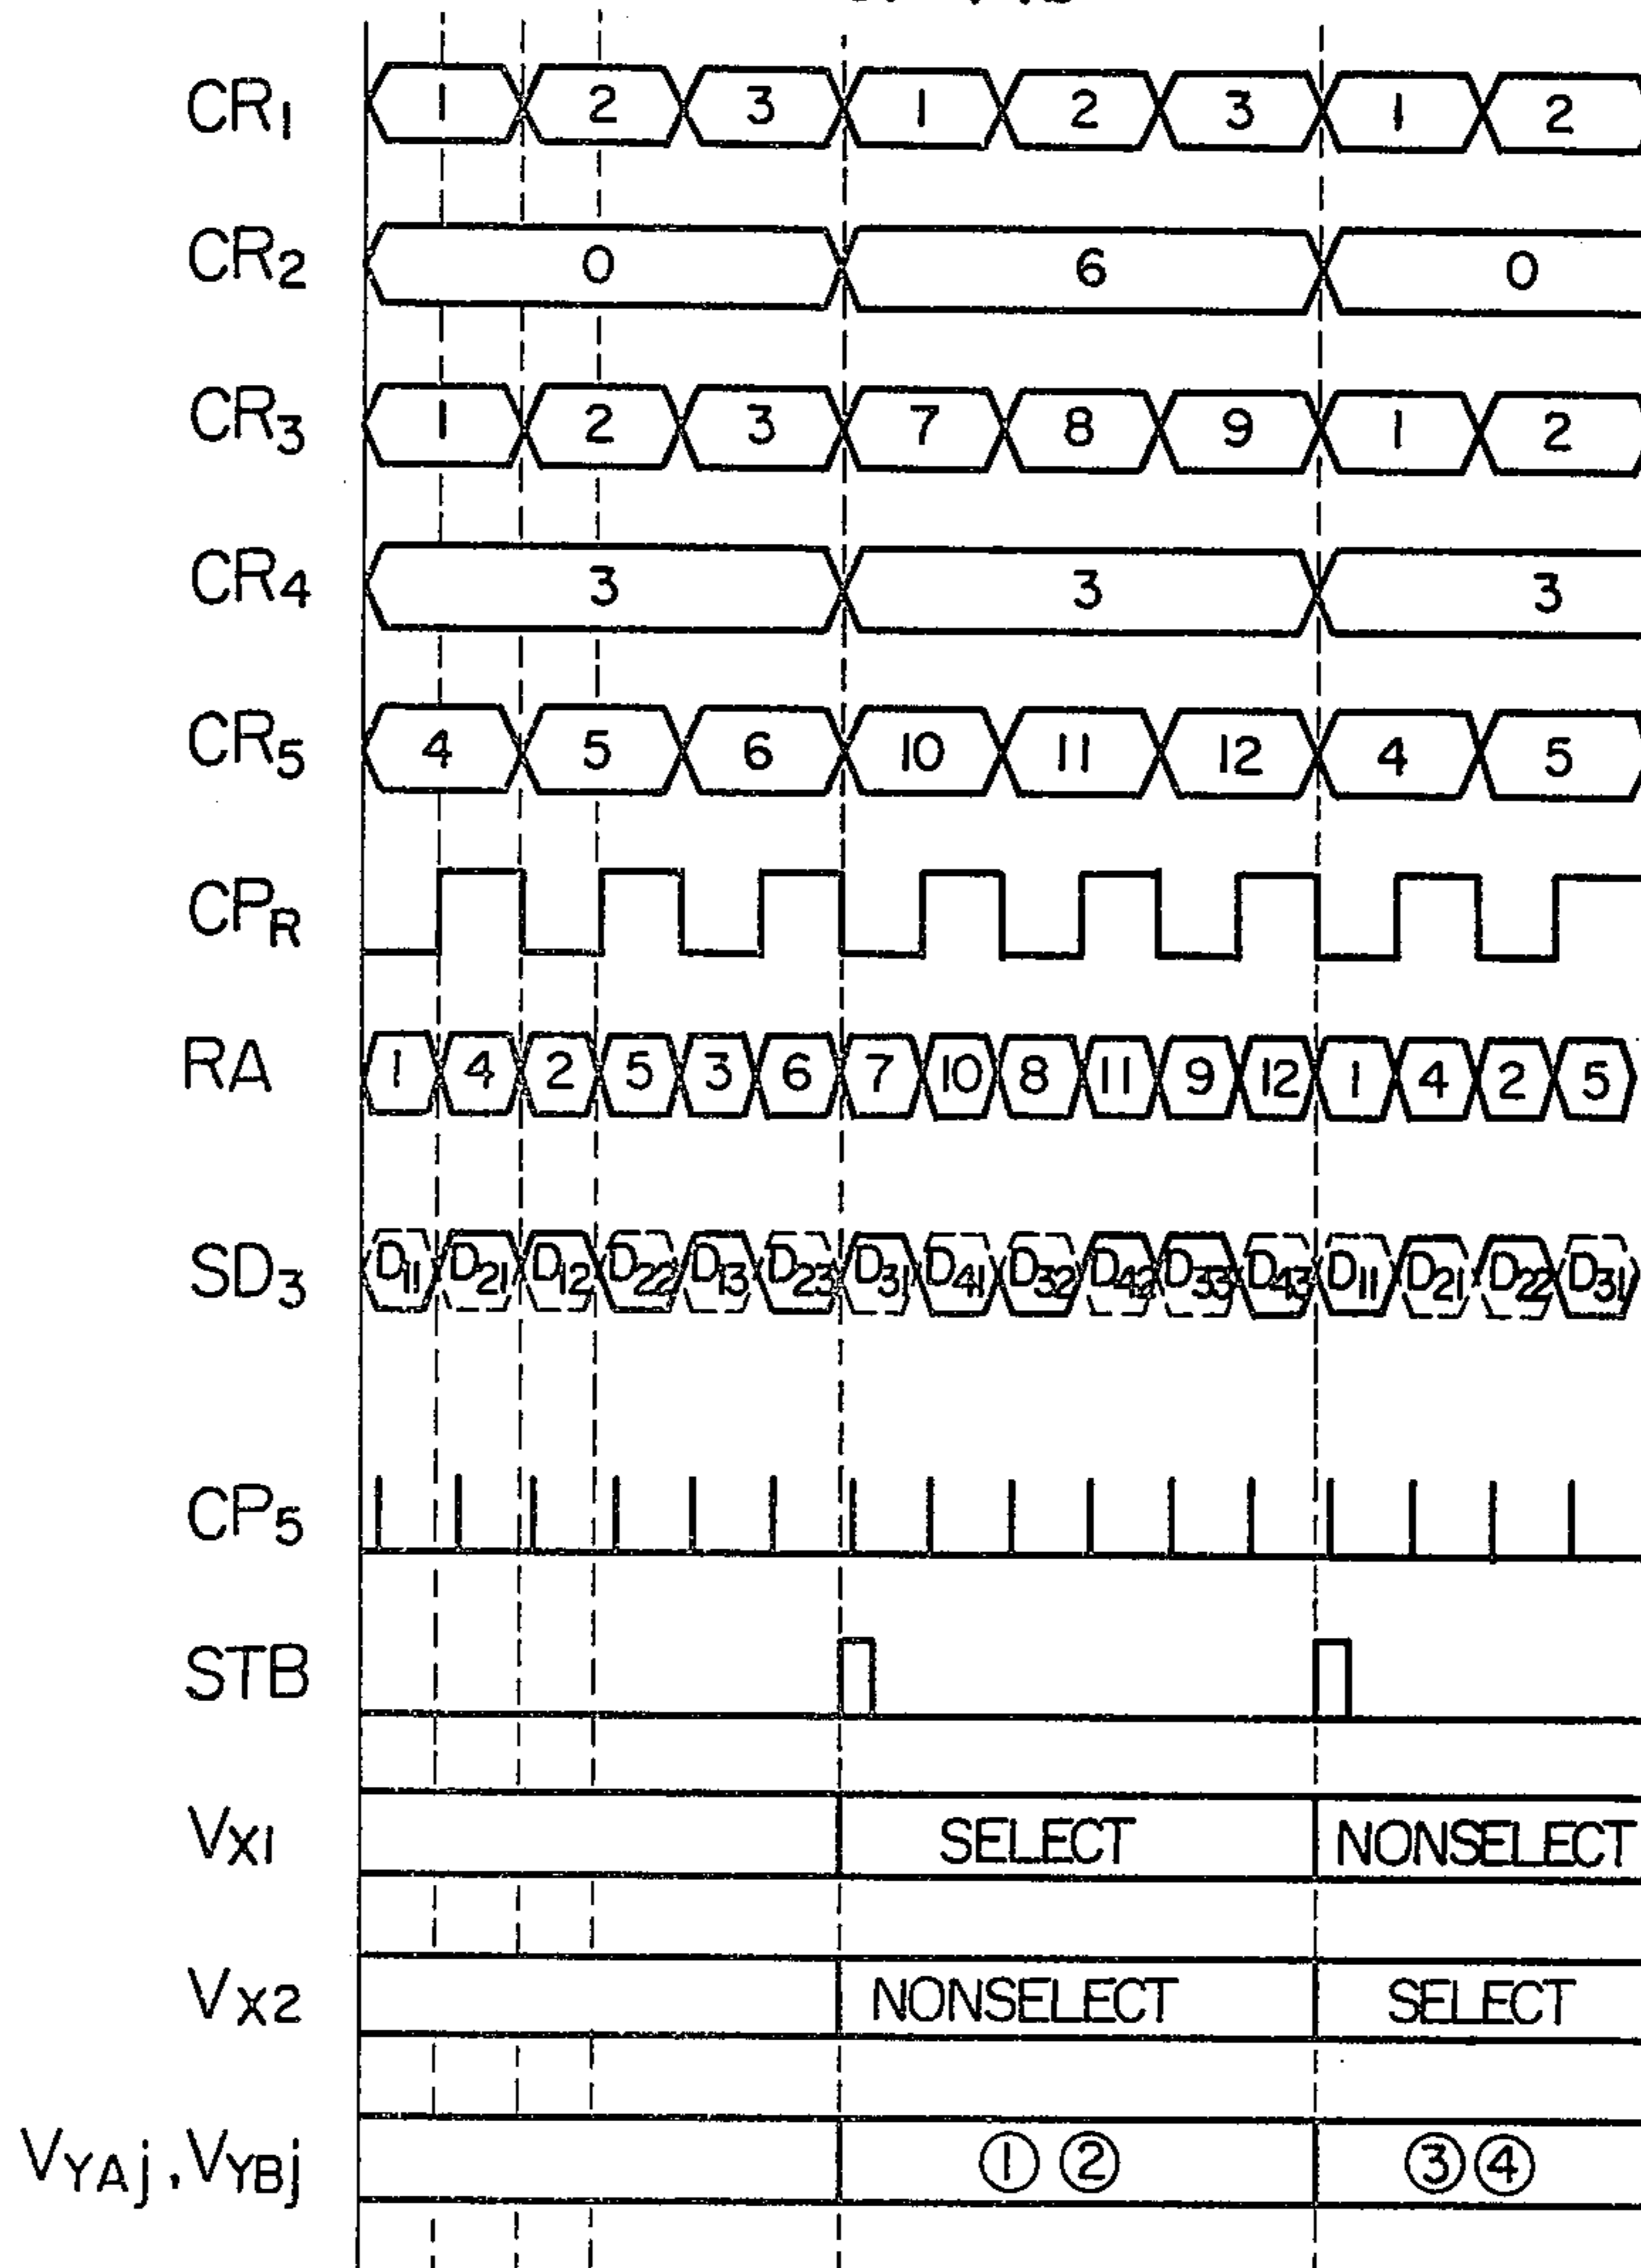 CR1 1 2 3 1 2 3 1 2
CR2 0 6 0
CR3 1 2 3 7 8 9 1 2
CR4 3 3 3
CR5 4 5 6 10 11 12 4 5
CPR
RA 1 4 2 5 3 6 7 10 8 11 9 12 1 4 2 5
SD3 D11 D21 D12 D22 D13 D23 D31 D41 D32 D42 D33 D43 D11 D21 D22 D31
CP5
STB
VX1 SELECT NONSELECT
VX2 NONSELECT SELECT
VYAj, VYBj ① ② ③ ④